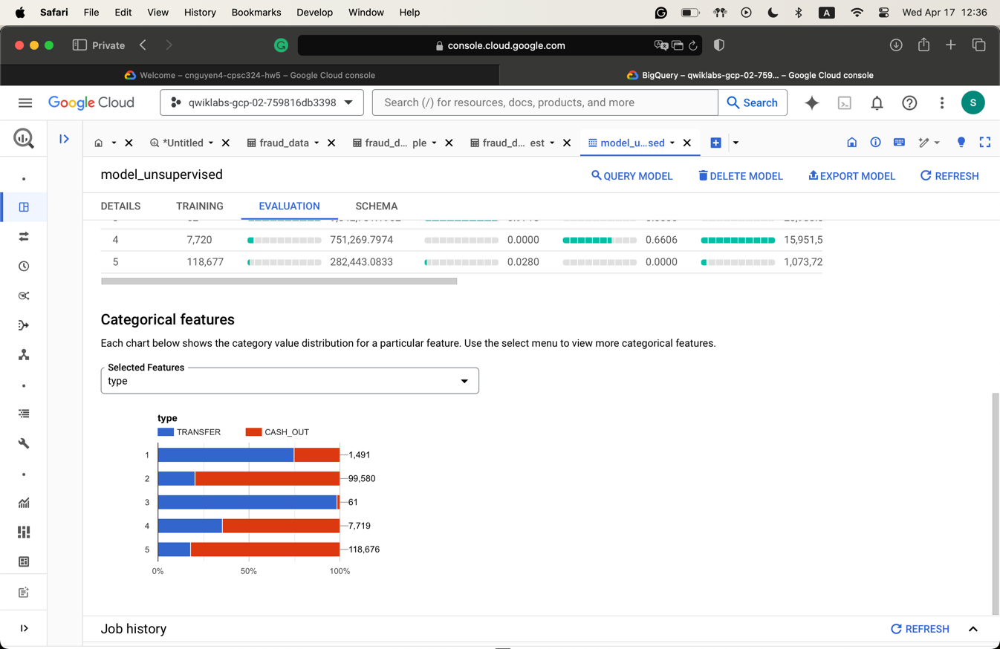 Safari File Edit View History Bookmarks Develop Window Help A Wed Apr 17 12:36
Private console.cloud.google.com
Welcome – cnguyen4-cpsc324-hw5 – Google Cloud console BigQuery – qwiklabs-gcp-02-759... – Google Cloud console
Google Cloud qwiklabs-gcp-02-759816db3398 Search (/) for resources, docs, products, and more Search S
*Untitled fraud_data fraud_d... ple fraud_d... est model_u...sed
model_unsupervised QUERY MODEL DELETE MODEL EXPORT MODEL REFRESH
DETAILS TRAINING EVALUATION SCHEMA
4 7,720 751,269.7974 0.0000 0.6606 15,951,5
5 118,677 282,443.0833 0.0280 0.0000 1,073,72
Categorical features
Each chart below shows the category value distribution for a particular feature. Use the select menu to view more categorical features.
Selected Features
type
type
TRANSFER CASH_OUT
1 1,491
2 99,580
3 61
4 7,719
5 118,676
0% 50% 100%
Job history REFRESH